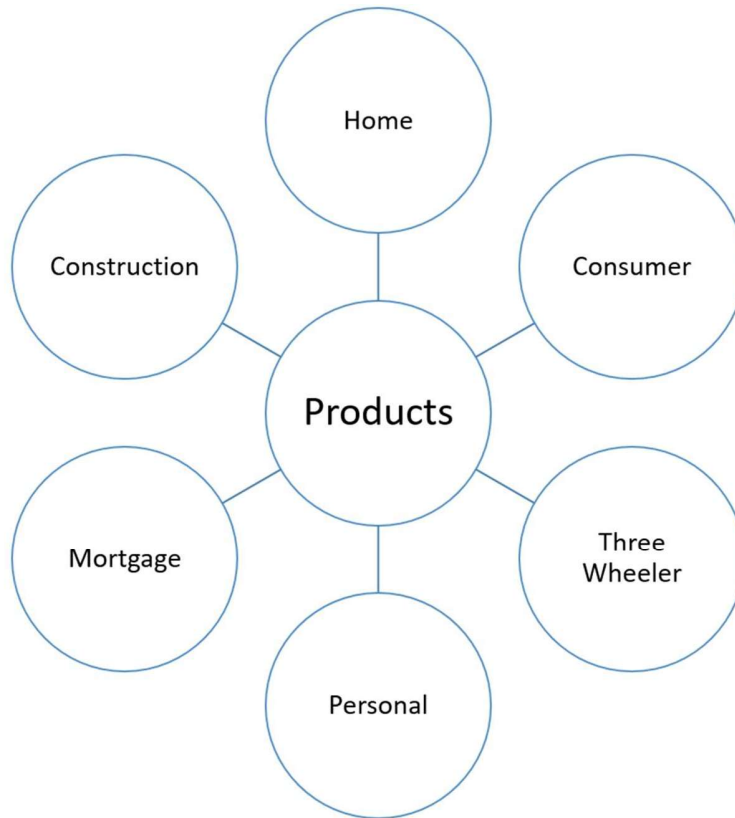 Home
Construction
Consumer
Products
Mortgage
Three
Wheeler
Personal